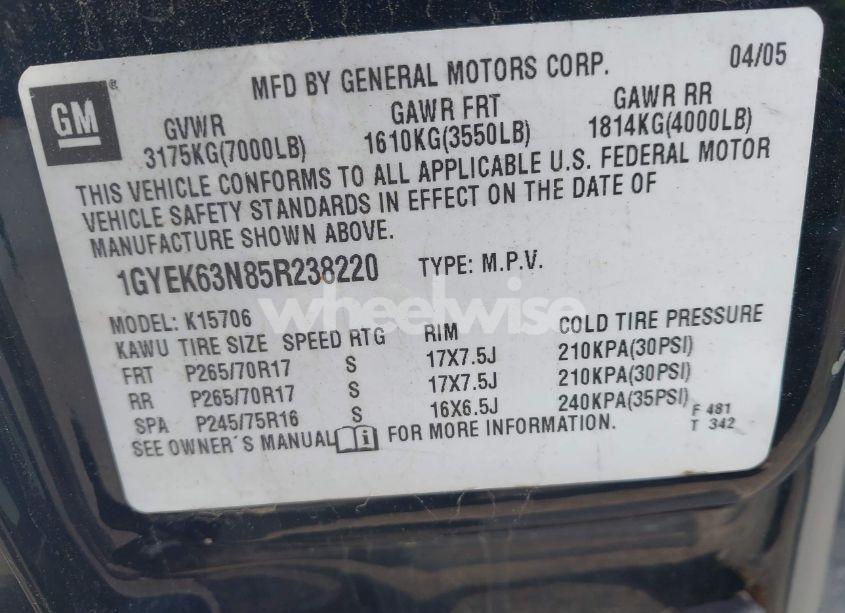 GM
®
MFD BY GENERAL MOTORS CORP. 04/05
GVWR GAWR FRT GAWR RR
3175KG(7000LB) 1610KG(3550LB) 1814KG(4000LB)
THIS VEHICLE CONFORMS TO ALL APPLICABLE U.S. FEDERAL MOTOR
VEHICLE SAFETY STANDARDS IN EFFECT ON THE DATE OF
MANUFACTURE SHOWN ABOVE.
1GYEK63N85R238220 TYPE: M.P.V.
wheelwise
MODEL: K15706
KAWU TIRE SIZE SPEED RTG RIM COLD TIRE PRESSURE
FRT P265/70R17 S 17X7.5J 210KPA(30PSI)
RR P265/70R17 S 17X7.5J 210KPA(30PSI)
SPA P245/75R16 S 16X6.5J 240KPA(35PSI)
SEE OWNER´S MANUAL FOR MORE INFORMATION.
F 481
T 342